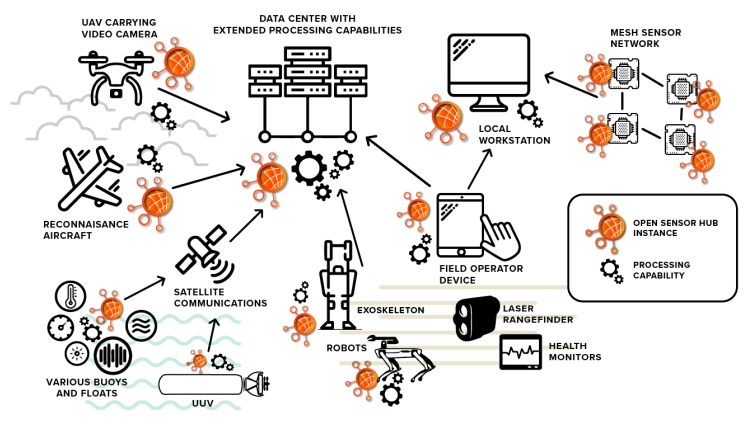 UAV CARRYING
VIDEO CAMERA
DATA CENTER WITH
EXTENDED PROCESSING CAPABILITIES
MESH SENSOR
NETWORK
LOCAL
WORKSTATION
RECONNAISANCE
AIRCRAFT
OPEN SENSOR HUB
INSTANCE
PROCESSING
CAPABILITY
FIELD OPERATOR
DEVICE
SATELLITE
COMMUNICATIONS
EXOSKELETON
LASER
RANGEFINDER
ROBOTS
HEALTH
MONITORS
VARIOUS BUOYS
AND FLOATS
UUV